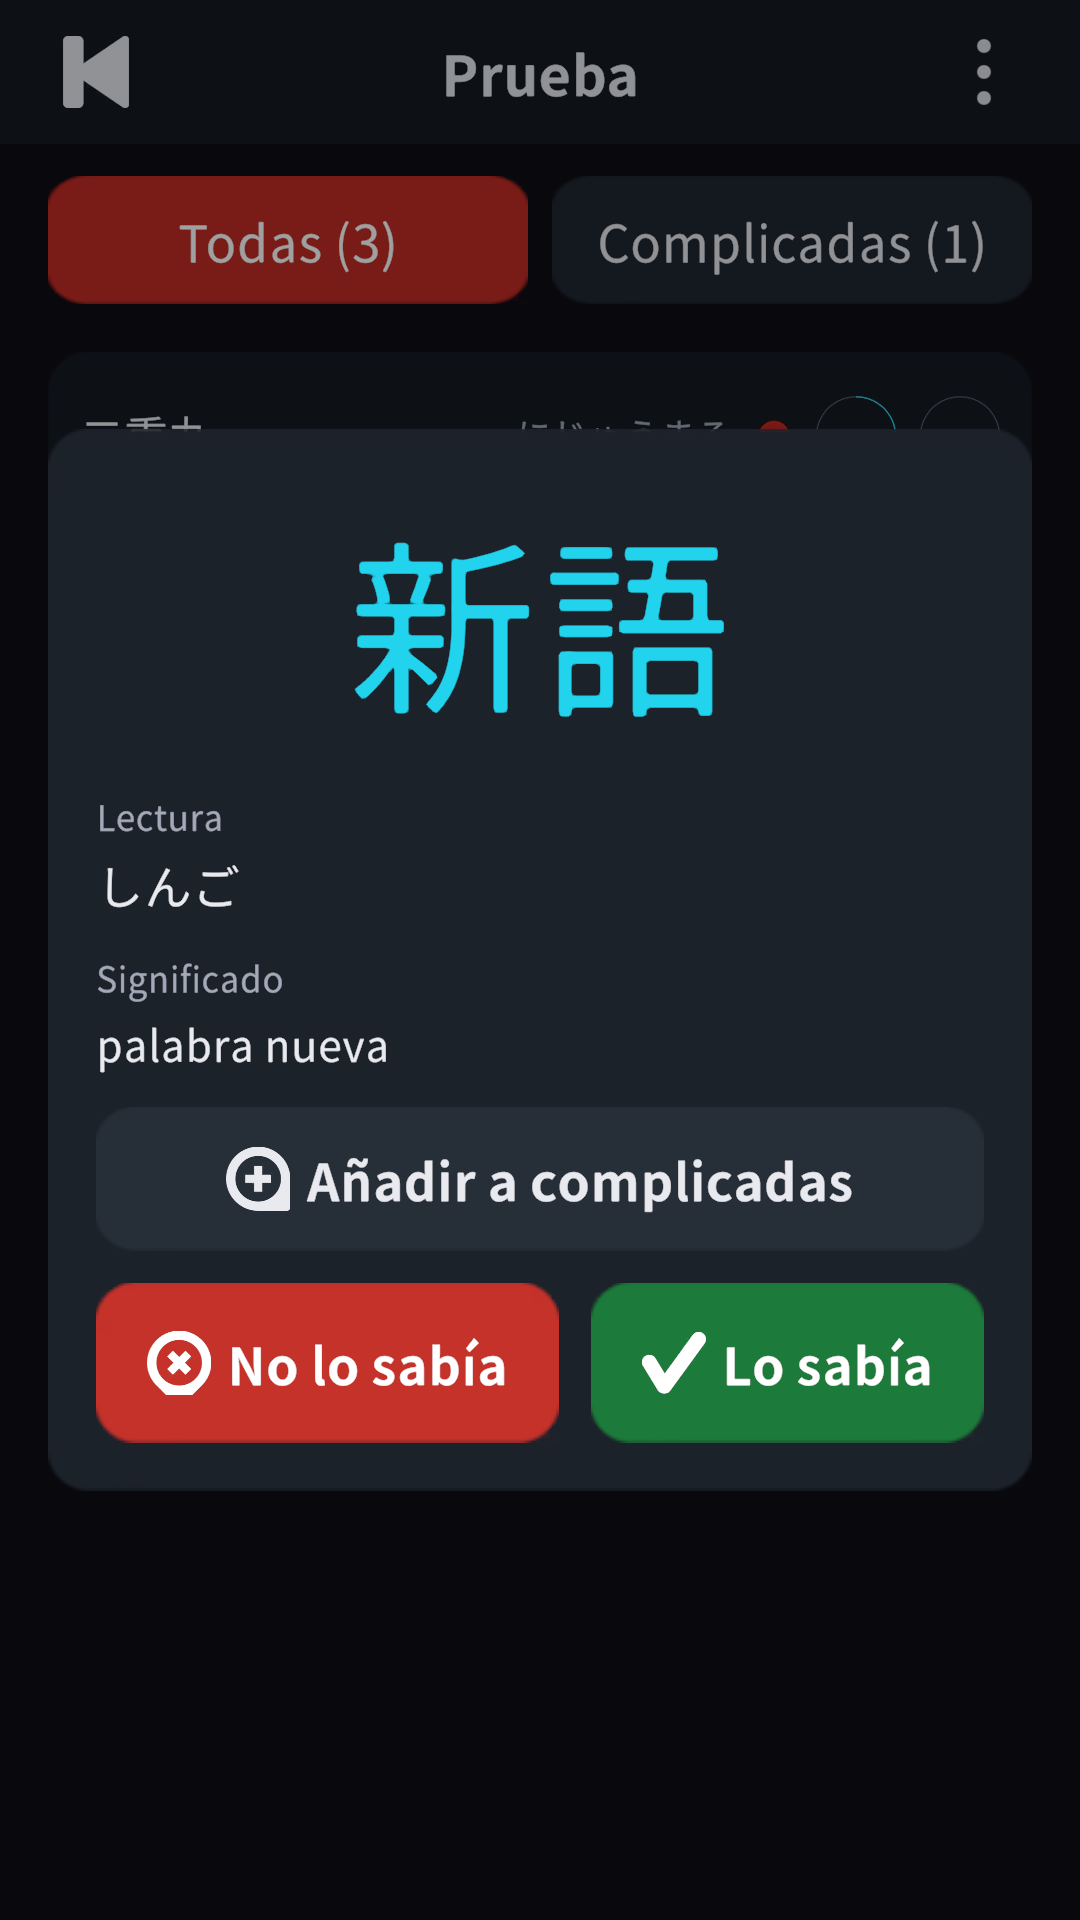 Prueba
Todas (3)
Complicadas (1)
新語
Lectura
しんご
Significado
palabra nueva
Añadir a complicadas
No lo sabía
Lo sabía